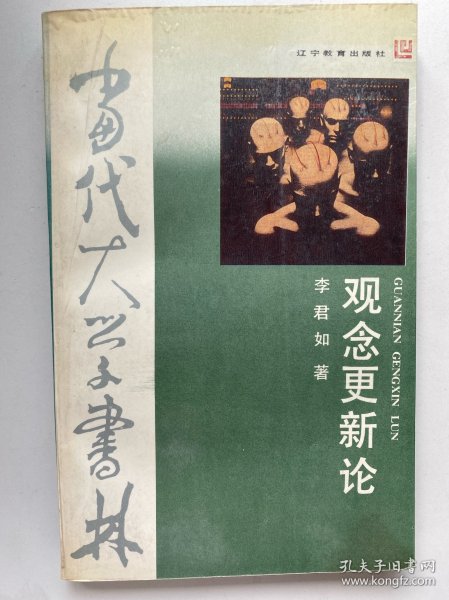 辽宁教育出版社
当代大学书林
观念更新论
GUANNIAN GENGXIN LUN
李君如 著
孔夫子旧书网
www.kongfz.com